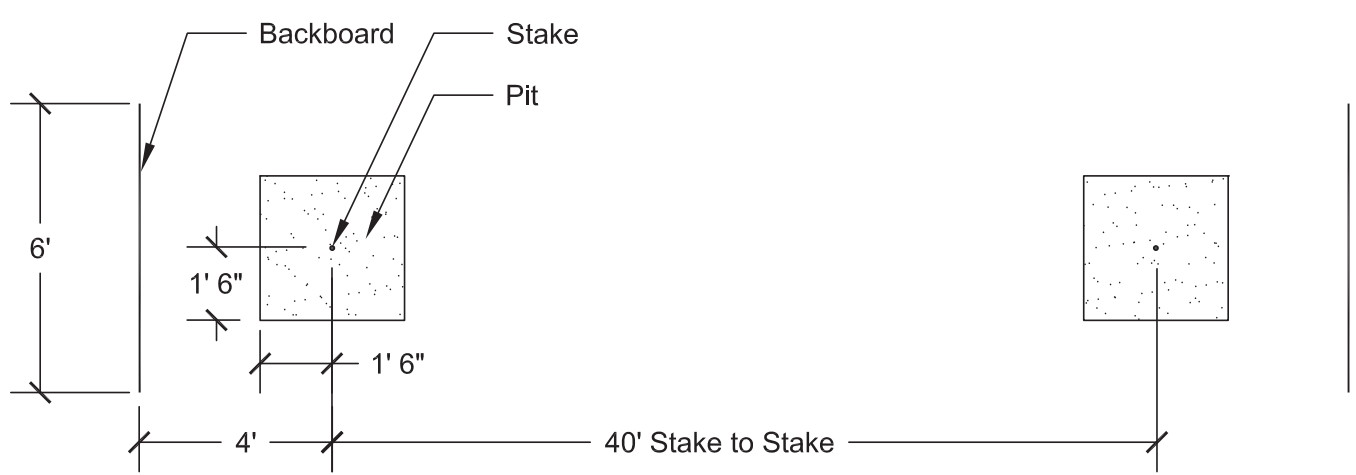 Backboard
Stake
Pit
6'
1' 6"
1' 6"
4'
40' Stake to Stake